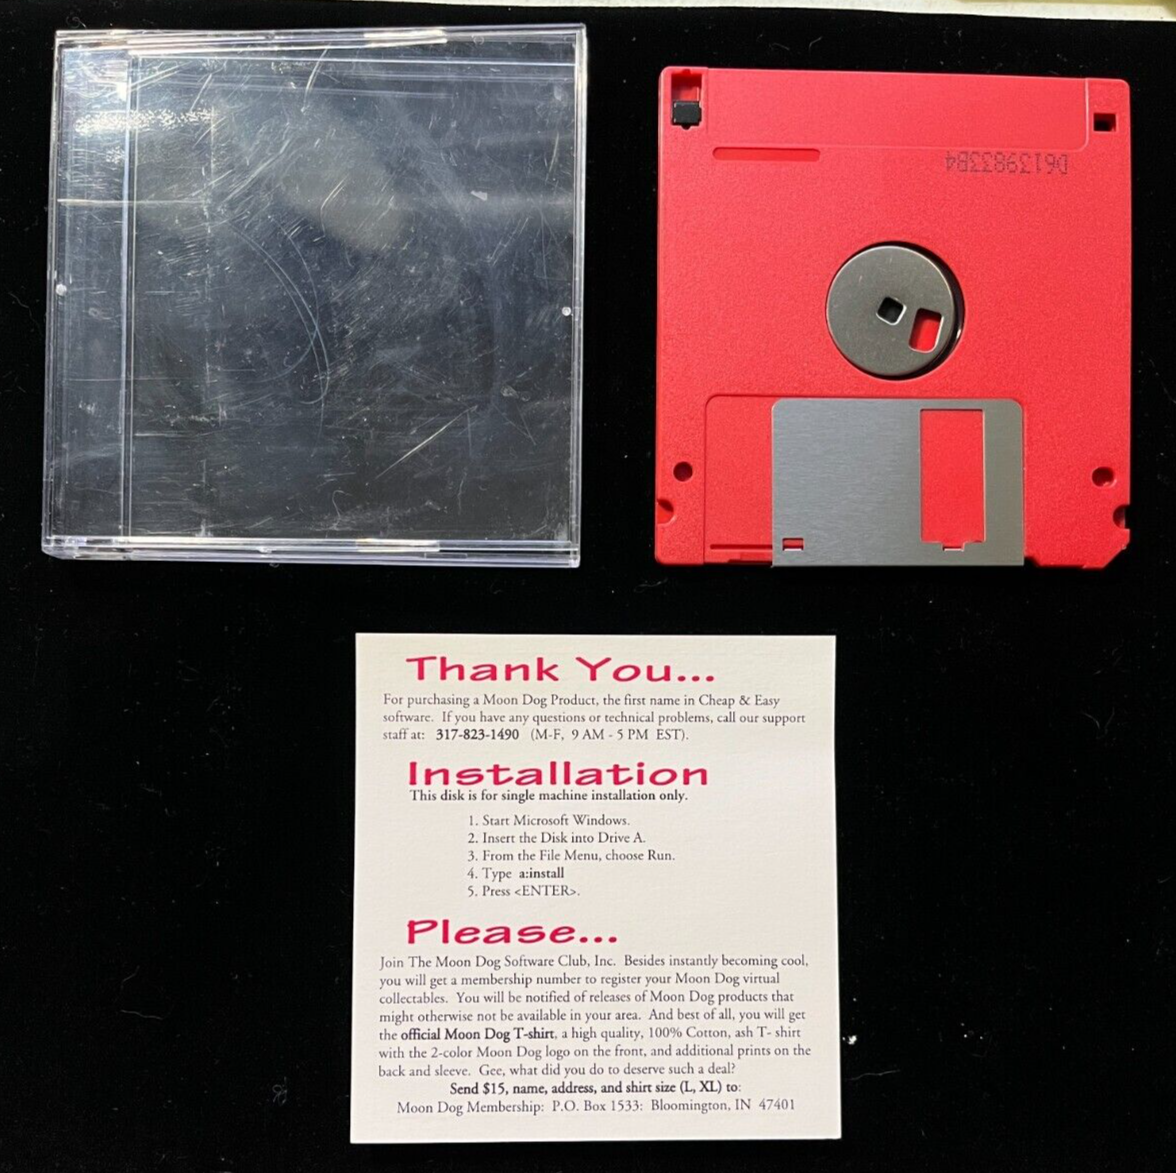 D6139833B4
Thank You...
For purchasing a Moon Dog Product, the first name in Cheap & Easy
software. If you have any questions or technical problems, call our support
staff at: 317-823-1490 (M-F, 9 AM - 5 PM EST).
Installation
This disk is for single machine installation only.
1. Start Microsoft Windows.
2. Insert the Disk into Drive A.
3. From the File Menu, choose Run.
4. Type a:install
5. Press <ENTER>.
Please...
Join The Moon Dog Software Club, Inc. Besides instantly becoming cool,
you will get a membership number to register your Moon Dog virtual
collectables. You will be notified of releases of Moon Dog products that
might otherwise not be available in your area. And best of all, you will get
the official Moon Dog T-shirt, a high quality, 100% Cotton, ash T- shirt
with the 2-color Moon Dog logo on the front, and additional prints on the
back and sleeve. Gee, what did you do to deserve such a deal?
Send $15, name, address, and shirt size (L, XL) to:
Moon Dog Membership: P.O. Box 1533: Bloomington, IN 47401